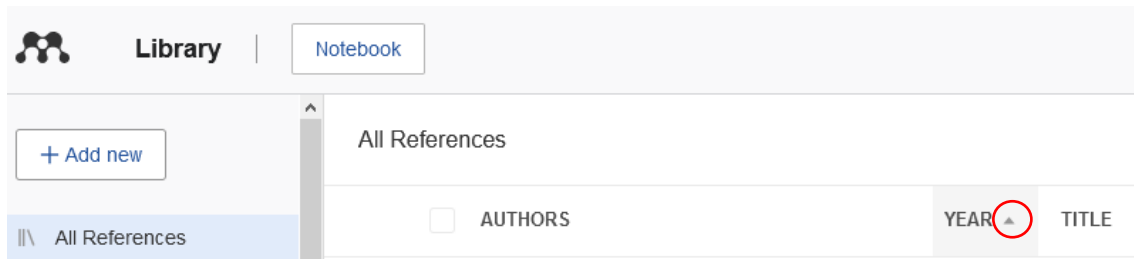 Library
Notebook
+ Add new
All References
All References
AUTHORS YEAR TITLE